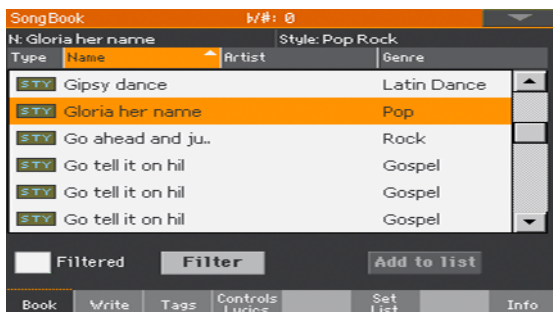 SongBook ♭/#: 0
N: Gloria her name Style: Pop Rock
Type Name Artist Genre
STY Gipsy dance Latin Dance
STY Gloria her name Pop
STY Go ahead and ju.. Rock
STY Go tell it on hil Gospel
STY Go tell it on hil Gospel
STY Go tell it on hil Gospel
Filtered Filter Add to list
Book Write Tags Controls Lyrics Set List Info